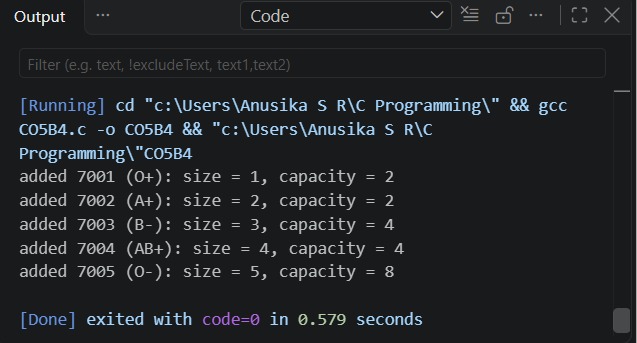 Output ··· Code ···
Filter (e.g. text, !excludeText, text1,text2)
[Running] cd "c:\Users\Anusika S R\C Programming\" && gcc
CO5B4.c -o CO5B4 && "c:\Users\Anusika S R\C
Programming\"CO5B4
added 7001 (O+): size = 1, capacity = 2
added 7002 (A+): size = 2, capacity = 2
added 7003 (B-): size = 3, capacity = 4
added 7004 (AB+): size = 4, capacity = 4
added 7005 (O-): size = 5, capacity = 8
[Done] exited with code=0 in 0.579 seconds